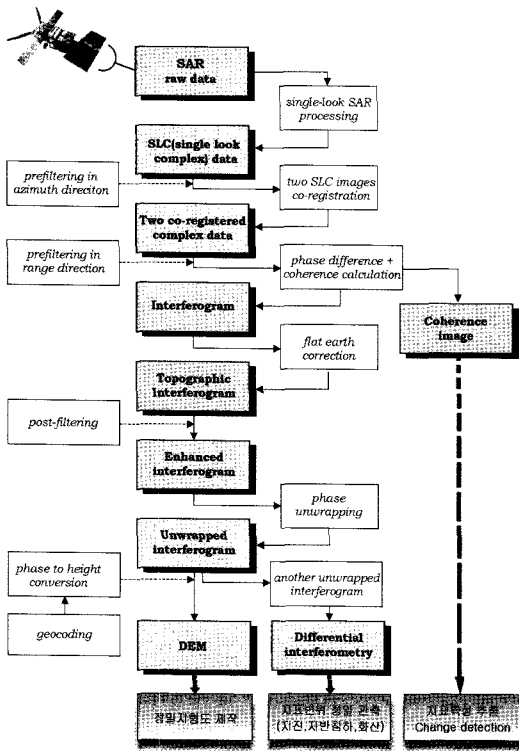 SAR
raw data
single-look SAR
processing
SLC(single look
complex) data
prefiltering in
azimuth direciton
two SLC images
co-registration
Two co-registered
complex data
prefiltering in
range direction
phase difference +
coherence calculation
Interferogram
Coherence
image
flat earth
correction
Topographic
interferogram
post-filtering
Enhanced
interferogram
phase
unwrapping
Unwrapped
interferogram
phase to height
conversion
another unwrapped
interferogram
geocoding
DEM
Differential
interferometry
정밀지형도 제작
지표변위 정밀 관측
(지진,지반침하,화산)
Change detection